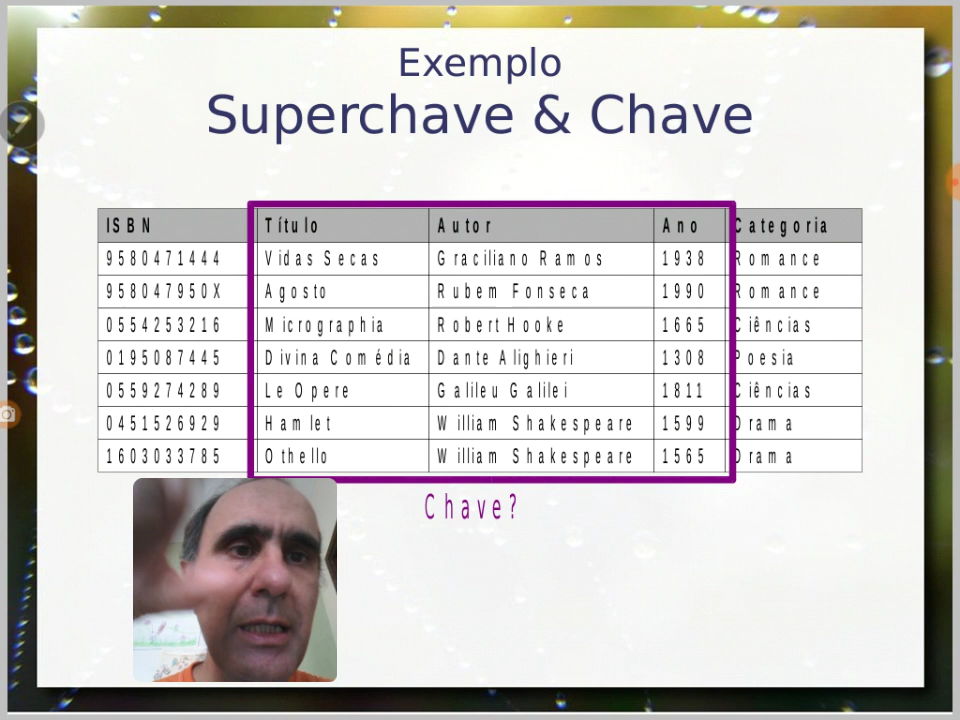 Exemplo
Superchave & Chave
ISBN Título Autor Ano Categoria
9580471444 Vidas Secas Graciliano Ramos 1938 Romance
958047950X Agosto Rubem Fonseca 1990 Romance
0554253216 Micrographia Robert Hooke 1665 Ciências
0195087445 Divina Comédia Dante Alighieri 1308 Poesia
0559274289 Le Opere Galileu Galilei 1811 Ciências
0451526929 Hamlet William Shakespeare 1599 Drama
1603033785 Othello William Shakespeare 1565 Drama
Chave?